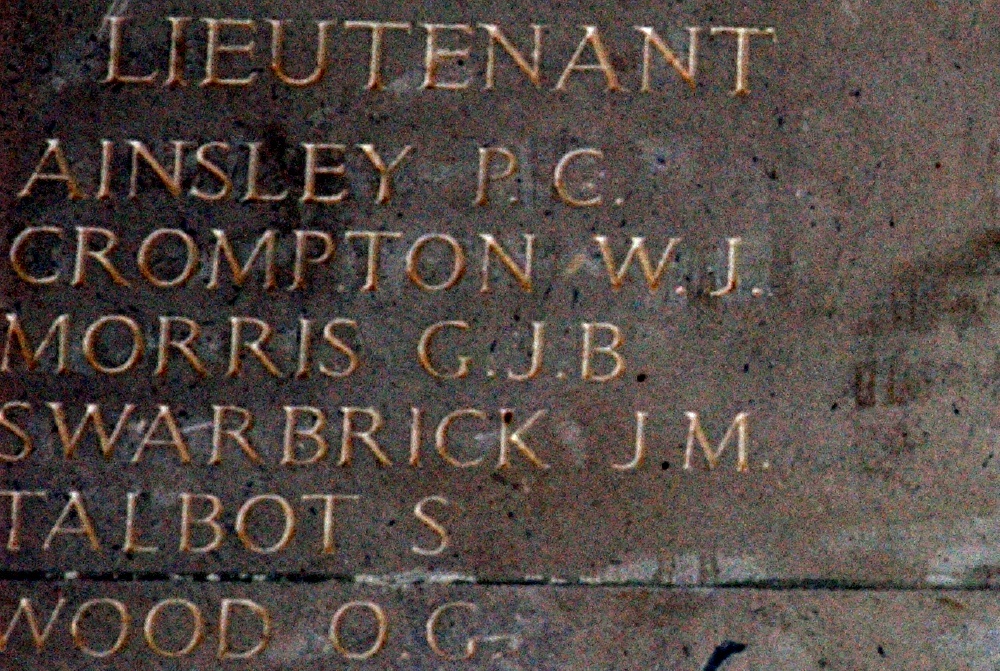 LIEUTENANT
AINSLEY P.C.
CROMPTON W.J.
MORRIS G.J.B
SWARBRICK J.M.
TALBOT S
WOOD O.G.